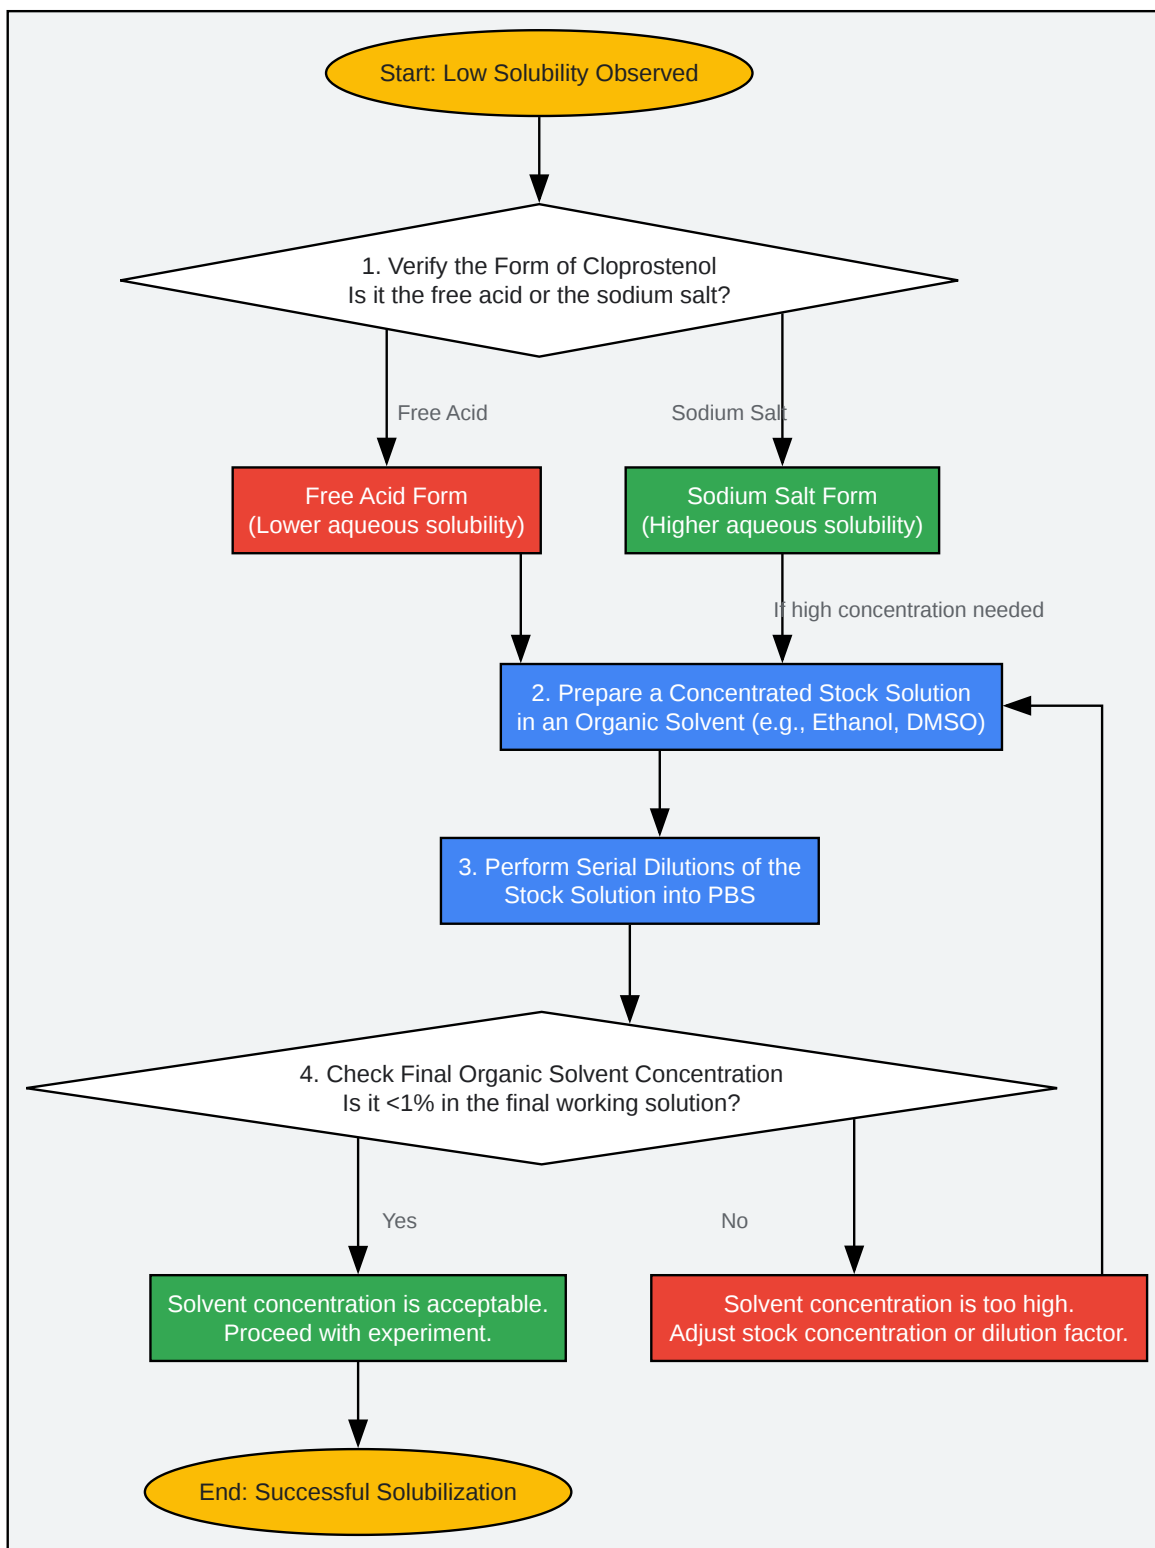 Start: Low Solubility Observed
1. Verify the Form of Cloprostenol
Is it the free acid or the sodium salt?
Free Acid
Sodium Salt
Free Acid Form
(Lower aqueous solubility)
Sodium Salt Form
(Higher aqueous solubility)
If high concentration needed
2. Prepare a Concentrated Stock Solution
in an Organic Solvent (e.g., Ethanol, DMSO)
3. Perform Serial Dilutions of the
Stock Solution into PBS
4. Check Final Organic Solvent Concentration
Is it <1% in the final working solution?
Yes
No
Solvent concentration is acceptable.
Proceed with experiment.
Solvent concentration is too high.
Adjust stock concentration or dilution factor.
End: Successful Solubilization